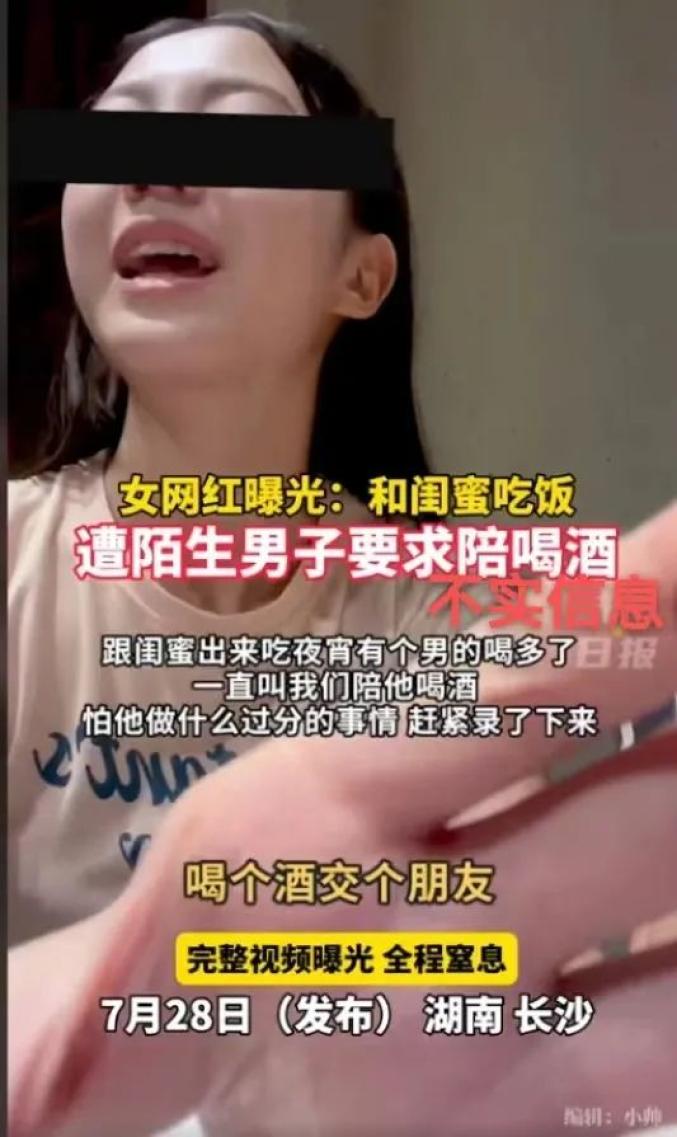 女网红曝光：和闺蜜吃饭
遭陌生男子要求陪喝酒
不实信息
日报
跟闺蜜出来吃夜宵有个男的喝多了
一直叫我们陪他喝酒
怕他做什么过分的事情 赶紧录了下来
喝个酒交个朋友
完整视频曝光 全程窒息
7月28日（发布） 湖南 长沙
编辑：小帅